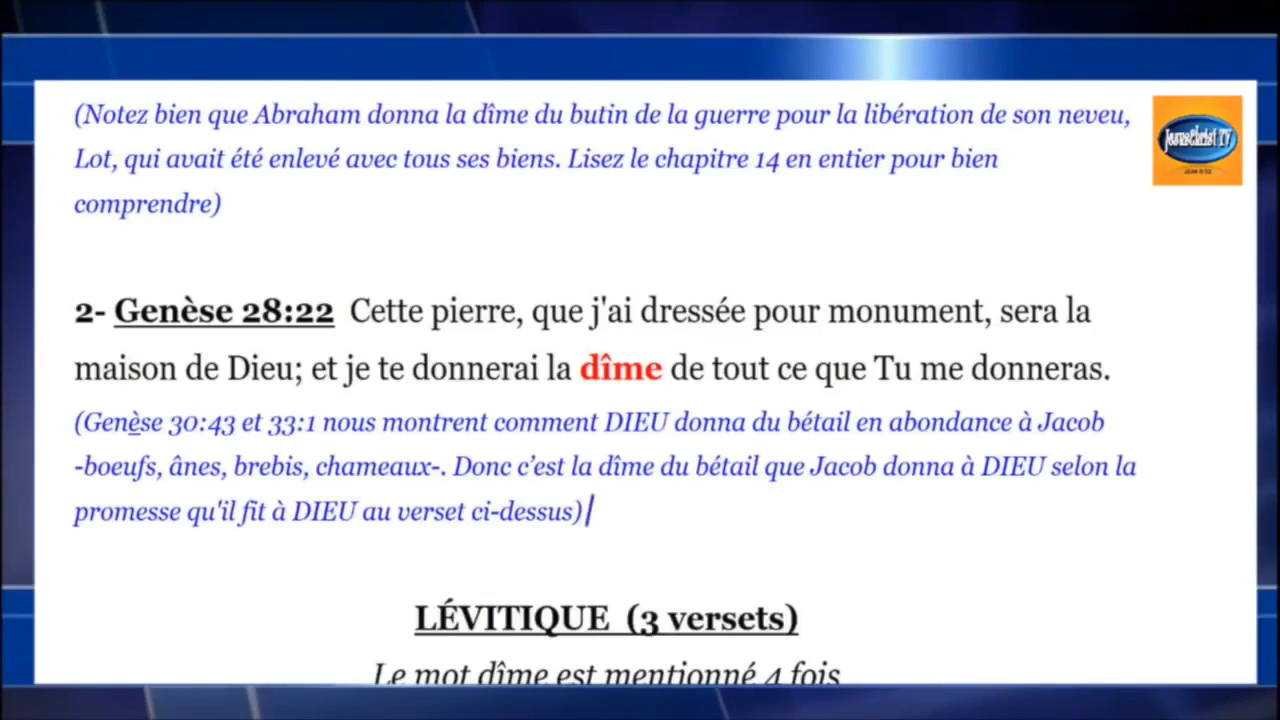 (Notez bien que Abraham donna la dîme du butin de la guerre pour la libération de son neveu,
Lot, qui avait été enlevé avec tous ses biens. Lisez le chapitre 14 en entier pour bien
comprendre)
JesusChrist TV
2- Genèse 28:22 Cette pierre, que j'ai dressée pour monument, sera la
maison de Dieu; et je te donnerai la dîme de tout ce que Tu me donneras.
(Genèse 30:43 et 33:1 nous montrent comment DIEU donna du bétail en abondance à Jacob
-boeufs, ânes, brebis, chameaux-. Donc c’est la dîme du bétail que Jacob donna à DIEU selon la
promesse qu'il fit à DIEU au verset ci-dessus)
LÉVITIQUE (3 versets)
Le mot dîme est mentionné 4 fois